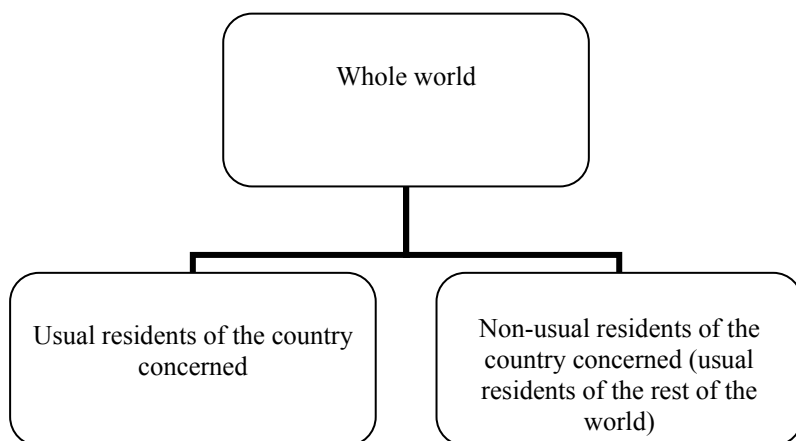 Whole world
Usual residents of the country
concerned
Non-usual residents of the
country concerned (usual
residents of the rest of the
world)